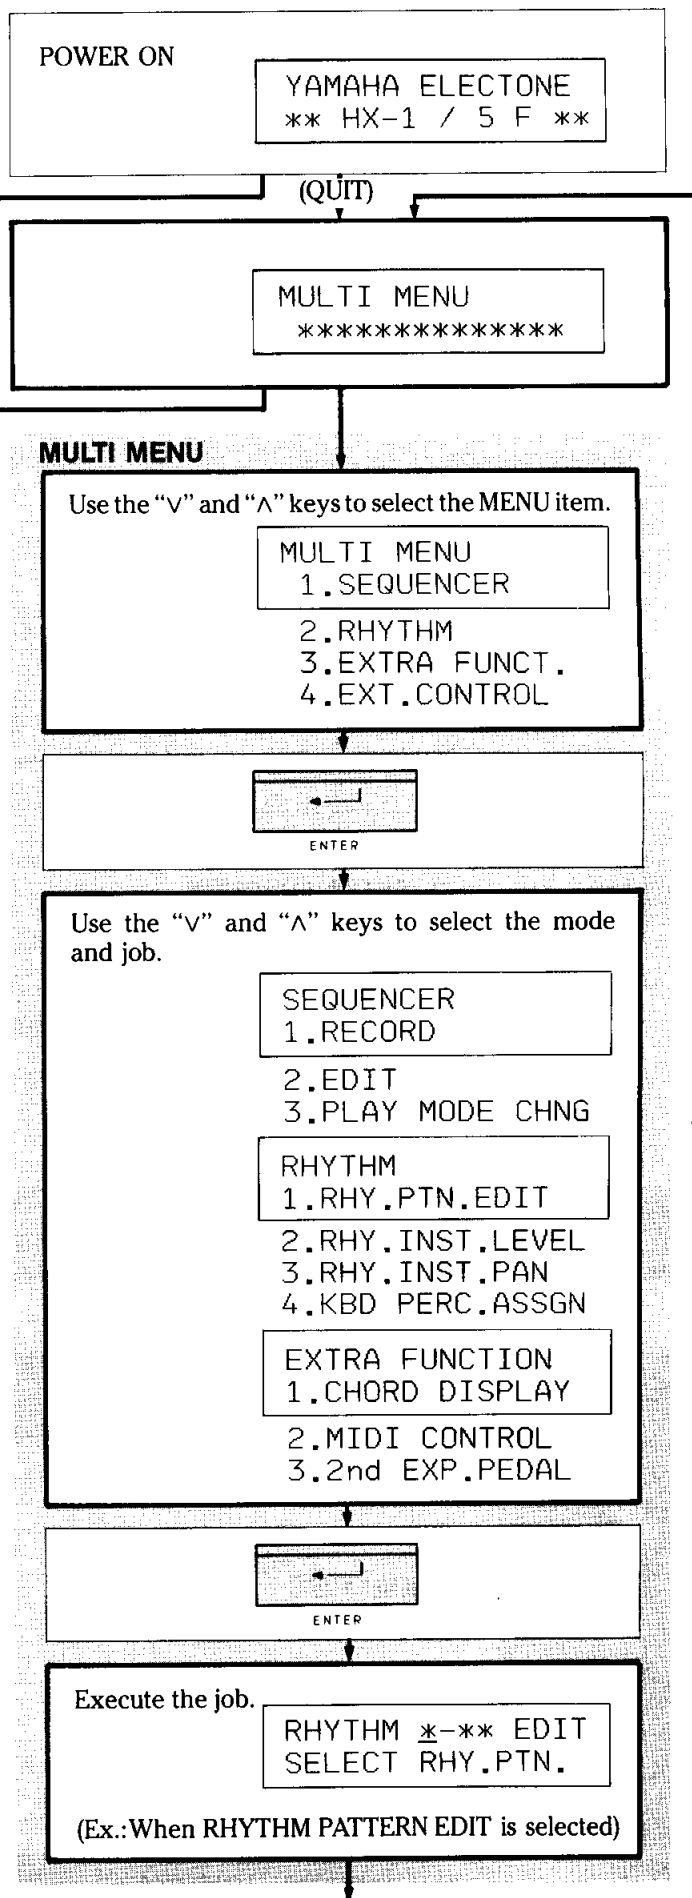 POWER ON
YAMAHA ELECTONE
** HX-1 / 5 F **
(QUIT)
MULTI MENU
**************
MULTI MENU
Use the “∨” and “∧” keys to select the MENU item.
MULTI MENU
1.SEQUENCER
2.RHYTHM
3.EXTRA FUNCT.
4.EXT.CONTROL
ENTER
Use the “∨” and “∧” keys to select the mode
and job.
SEQUENCER
1.RECORD
2.EDIT
3.PLAY MODE CHNG
RHYTHM
1.RHY.PTN.EDIT
2.RHY.INST.LEVEL
3.RHY.INST.PAN
4.KBD PERC.ASSGN
EXTRA FUNCTION
1.CHORD DISPLAY
2.MIDI CONTROL
3.2nd EXP.PEDAL
ENTER
Execute the job.
RHYTHM *-** EDIT
SELECT RHY.PTN.
(Ex.:When RHYTHM PATTERN EDIT is selected)